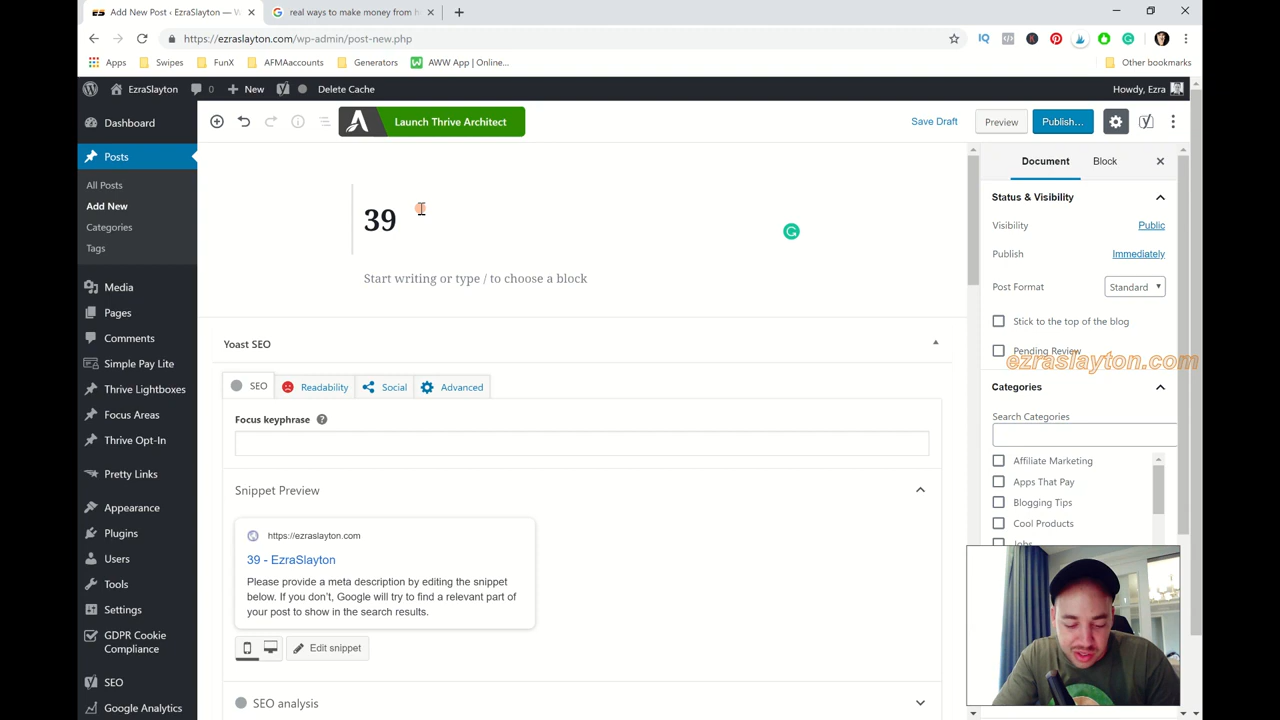 Add New Post ‹ EzraSlayton — W
real ways to make money from h
https://ezraslayton.com/wp-admin/post-new.php
Apps
Swipes
FunX
AFMAaccounts
Generators
AWW App | Online...
Other bookmarks
EzraSlayton
0
New
Delete Cache
Howdy, Ezra
Dashboard
Posts
All Posts
Add New
Categories
Tags
Media
Pages
Comments
Simple Pay Lite
Thrive Lightboxes
Focus Areas
Thrive Opt-In
Pretty Links
Appearance
Plugins
Users
Tools
Settings
GDPR Cookie
Compliance
SEO
Google Analytics
Launch Thrive Architect
Save Draft
Preview
Publish...
39
Start writing or type / to choose a block
Yoast SEO
SEO
Readability
Social
Advanced
Focus keyphrase
Snippet Preview
https://ezraslayton.com
39 - EzraSlayton
Please provide a meta description by editing the snippet
below. If you don't, Google will try to find a relevant part of
your post to show in the search results.
Edit snippet
SEO analysis
Document
Block
Status & Visibility
Visibility
Public
Publish
Immediately
Post Format
Standard
Stick to the top of the blog
Pending Review
ezraslayton.com
Categories
Search Categories
Affiliate Marketing
Apps That Pay
Blogging Tips
Cool Products
Jobs